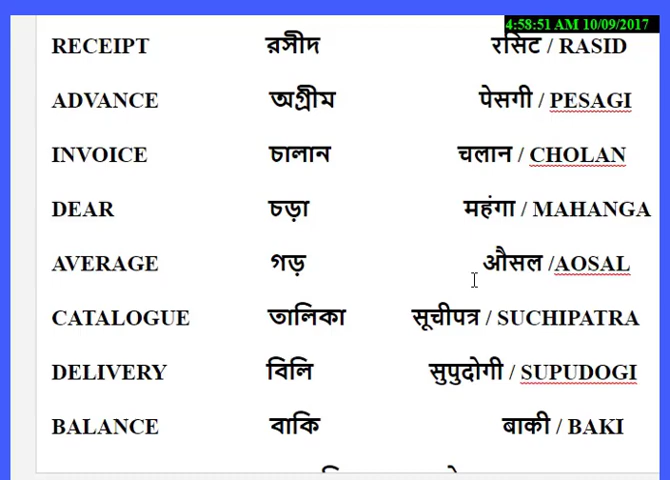 4:58:51 AM 10/09/2017
RECEIPT রসীদ रसिट / RASID
ADVANCE অগ্রীম पेसगी / PESAGI
INVOICE চালান चलान / CHOLAN
DEAR চড়া महंगा / MAHANGA
AVERAGE গড় औसल /AOSAL
CATALOGUE তালিকা सूचीपत्र / SUCHIPATRA
DELIVERY বিলি सुपुदोगी / SUPUDOGI
BALANCE বাকি बाकी / BAKI